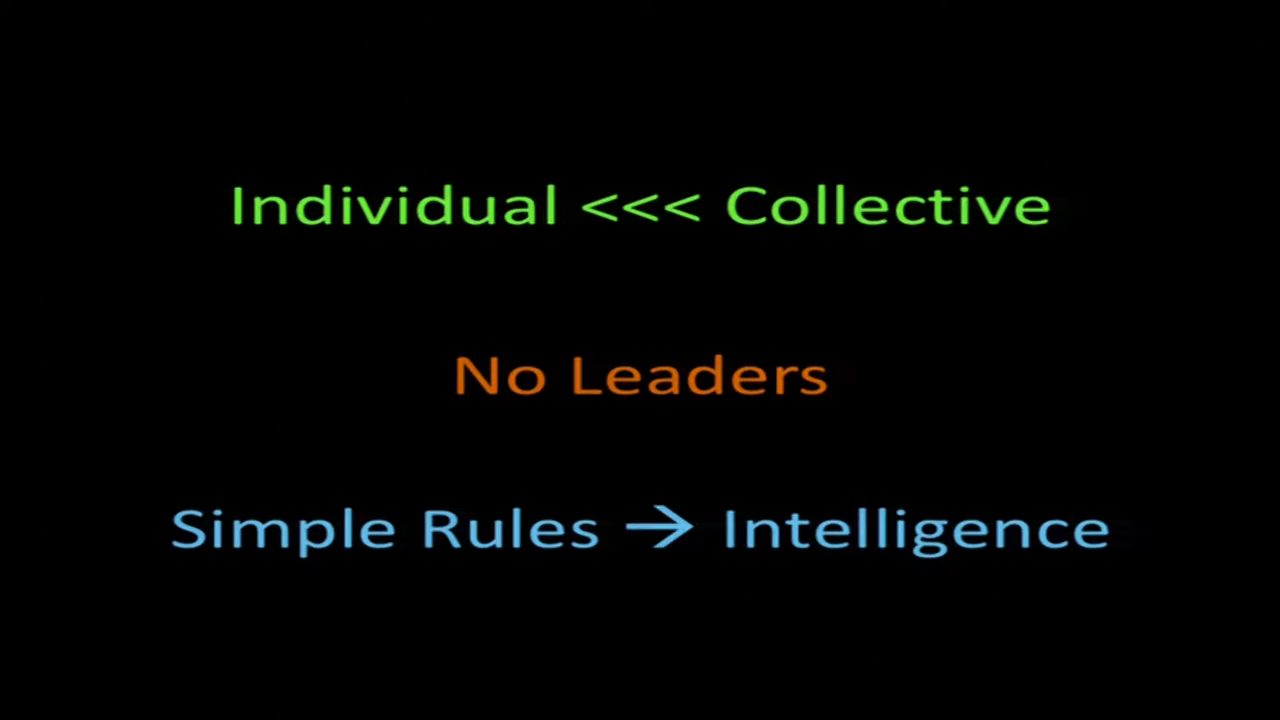 Individual <<< Collective
No Leaders
Simple Rules → Intelligence